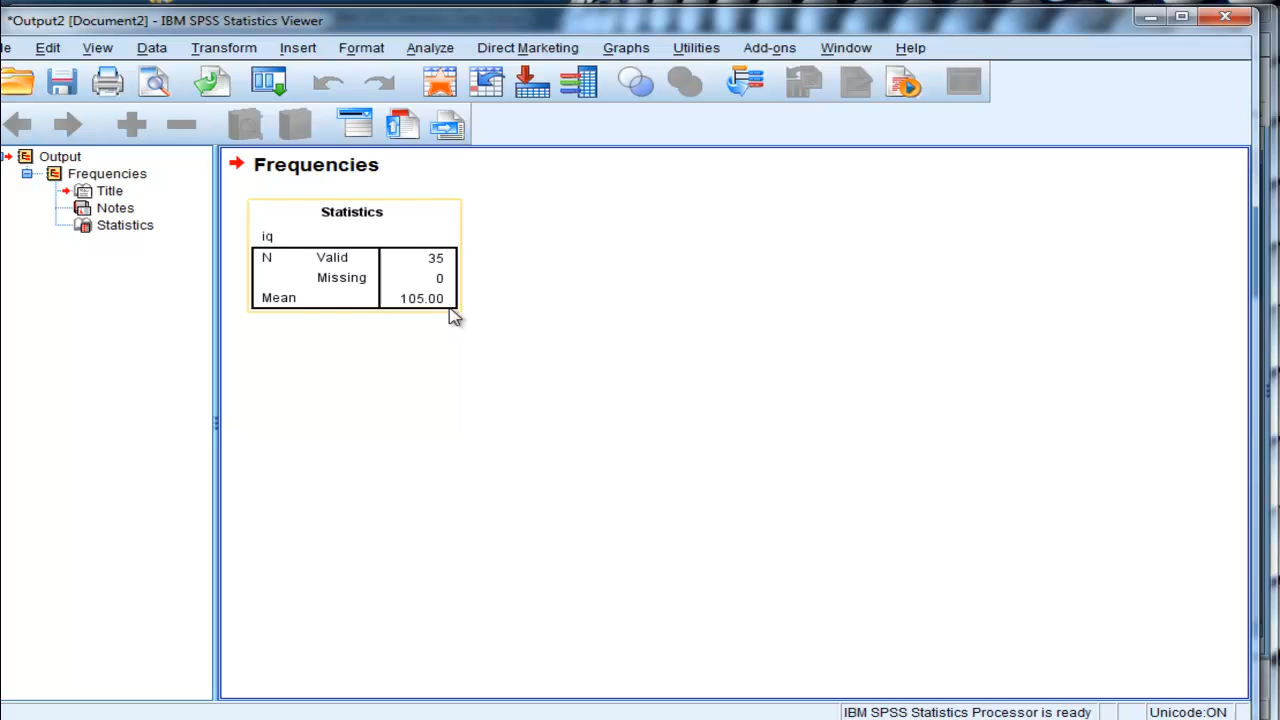 *Output2 [Document2] - IBM SPSS Statistics Viewer
le Edit View Data Transform Insert Format Analyze Direct Marketing Graphs Utilities Add-ons Window Help
Output
Frequencies
Title
Notes
Statistics
Frequencies
Statistics
iq
N Valid 35
Missing 0
Mean 105.00
IBM SPSS Statistics Processor is ready Unicode:ON